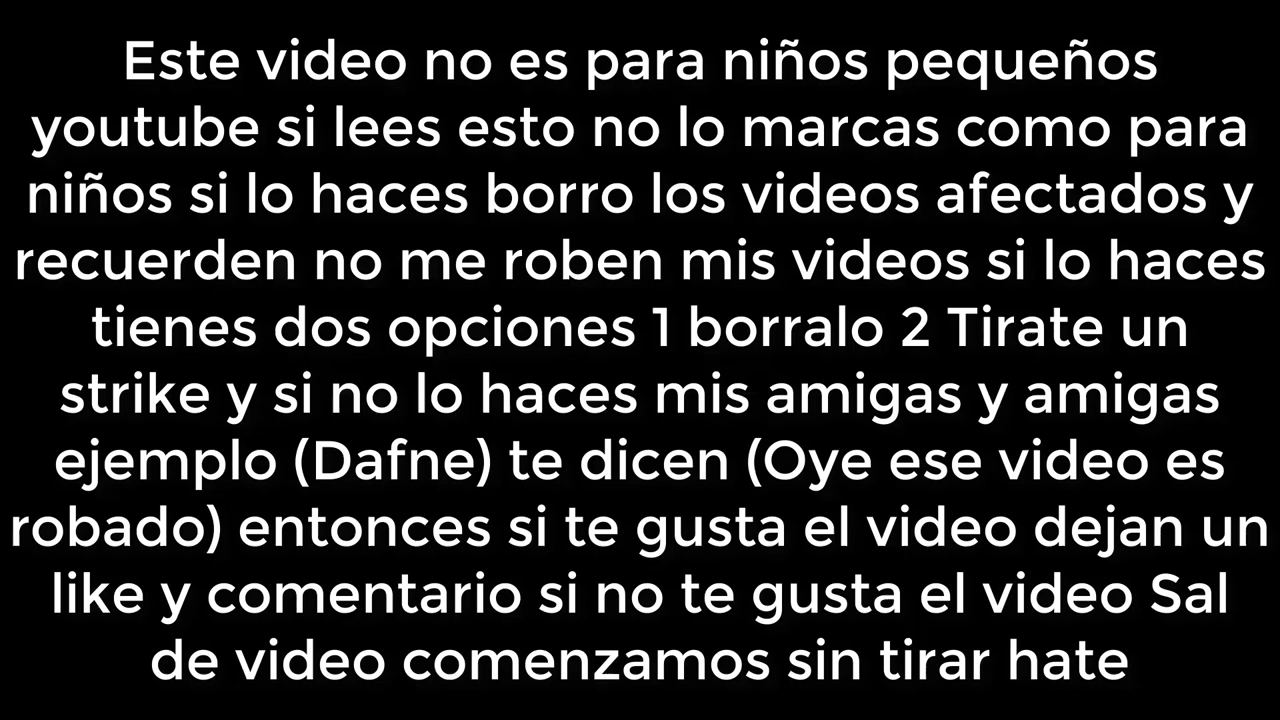 Este video no es para niños pequeños
youtube si lees esto no lo marcas como para
niños si lo haces borro los videos afectados y
recuerden no me roben mis videos si lo haces
tienes dos opciones 1 borralo 2 Tirate un
strike y si no lo haces mis amigas y amigas
ejemplo (Dafne) te dicen (Oye ese video es
robado) entonces si te gusta el video dejan un
like y comentario si no te gusta el video Sal
de video comenzamos sin tirar hate